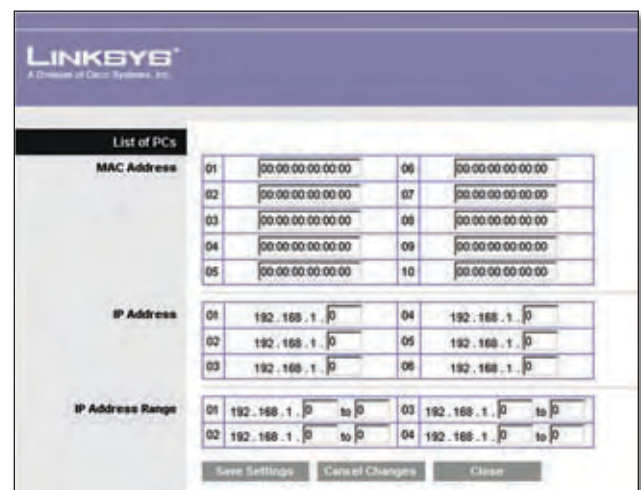 LINKSYS®
A Division of Cisco Systems, Inc.
List of PCs
MAC Address
01 00:00:00:00:00:00 06 00:00:00:00:00:00
02 00:00:00:00:00:00 07 00:00:00:00:00:00
03 00:00:00:00:00:00 08 00:00:00:00:00:00
04 00:00:00:00:00:00 09 00:00:00:00:00:00
05 00:00:00:00:00:00 10 00:00:00:00:00:00
IP Address
01 192.168.1.0 04 192.168.1.0
02 192.168.1.0 05 192.168.1.0
03 192.168.1.0 06 192.168.1.0
IP Address Range
01 192.168.1.0 to 0 03 192.168.1.0 to 0
02 192.168.1.0 to 0 04 192.168.1.0 to 0
Save Settings Cancel Changes Close